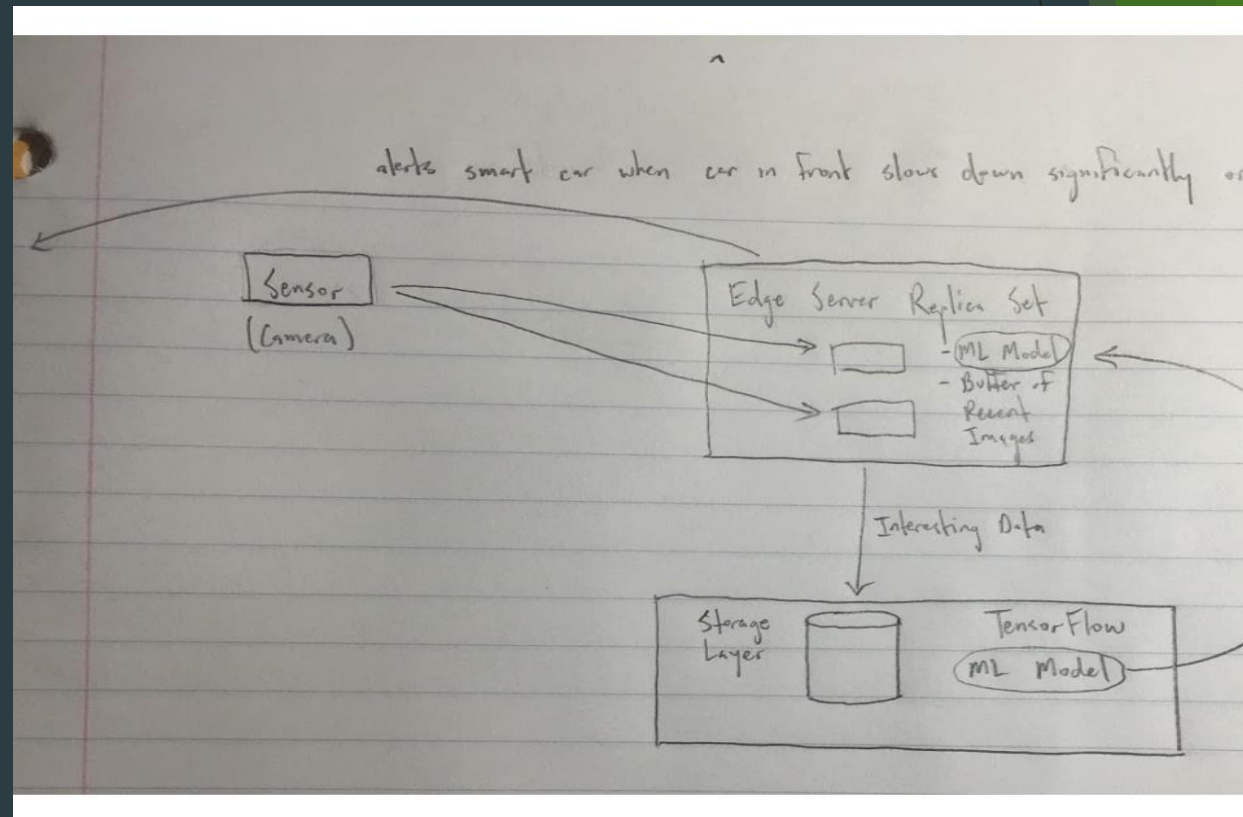 alerts smart car when car in front slows down significantly or
Sensor
(Camera)
Edge Server Replica Set
- ML Model
- Buffer of
Recent
Images
Interesting Data
Storage
Layer
TensorFlow
ML Model